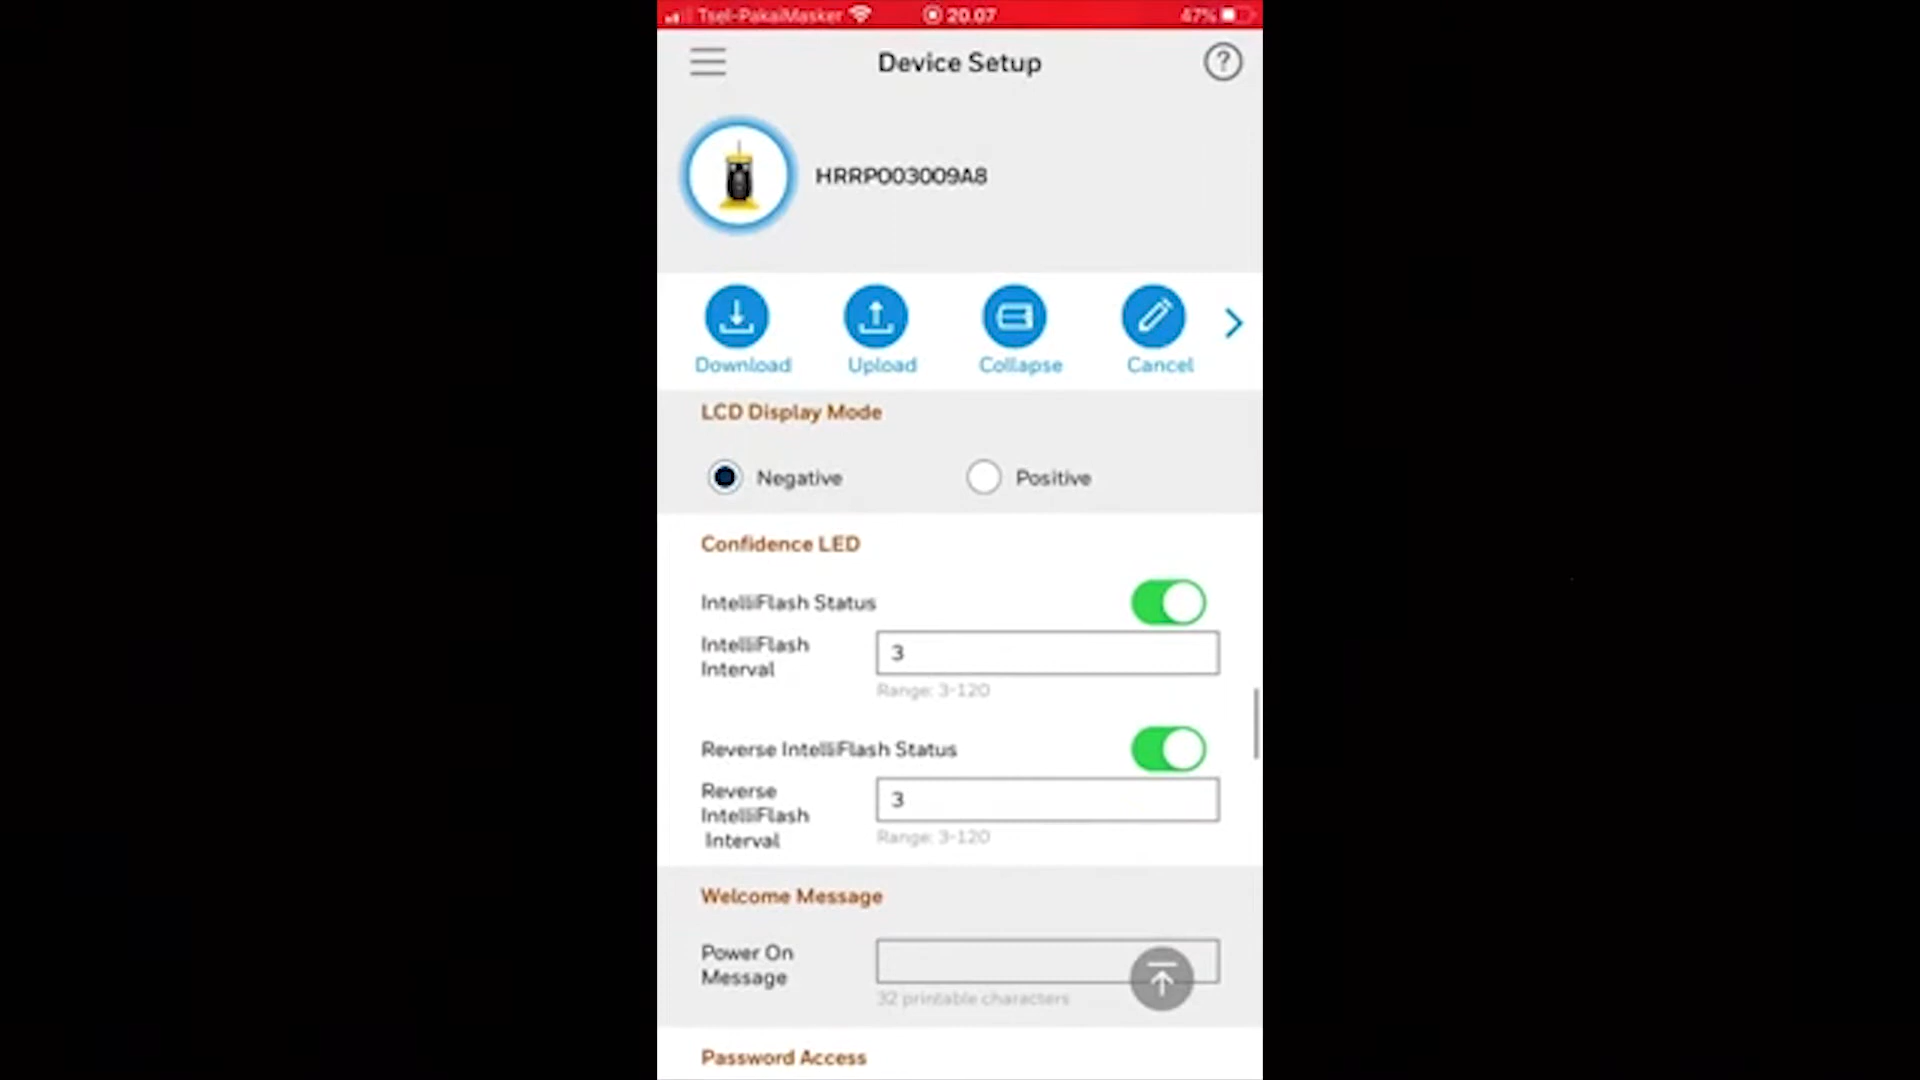 Tsel-PakaiMasker 20.07 47%
Device Setup
?
HRRP003009A8
Download Upload Collapse Cancel
LCD Display Mode
Negative Positive
Confidence LED
IntelliFlash Status
IntelliFlash
Interval
3
Range: 3-120
Reverse IntelliFlash Status
Reverse
IntelliFlash
Interval
3
Range: 3-120
Welcome Message
Power On
Message
32 printable characters
Password Access